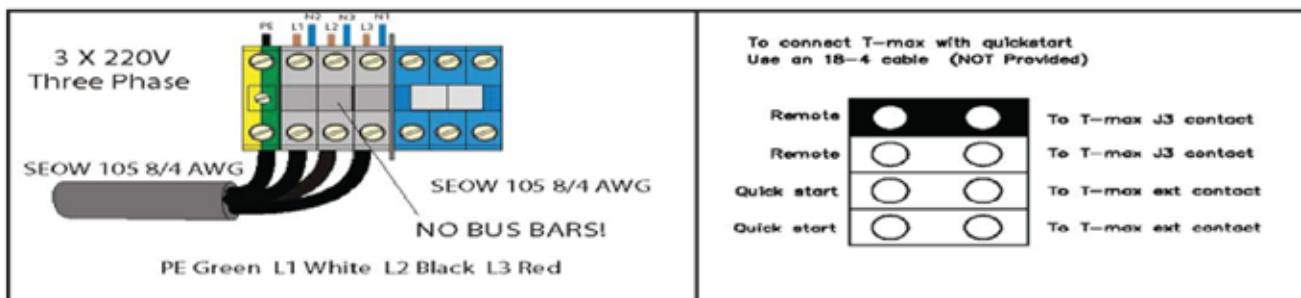 PE L1 N2 L2 N3 L3 N1
3 X 220V
Three Phase
SEOW 105 8/4 AWG
SEOW 105 8/4 AWG
NO BUS BARS!
PE Green L1 White L2 Black L3 Red
To connect T-max with quickstart
Use an 18-4 cable (NOT Provided)
Remote To T-max J3 contact
Remote To T-max J3 contact
Quick start To T-max ext contact
Quick start To T-max ext contact